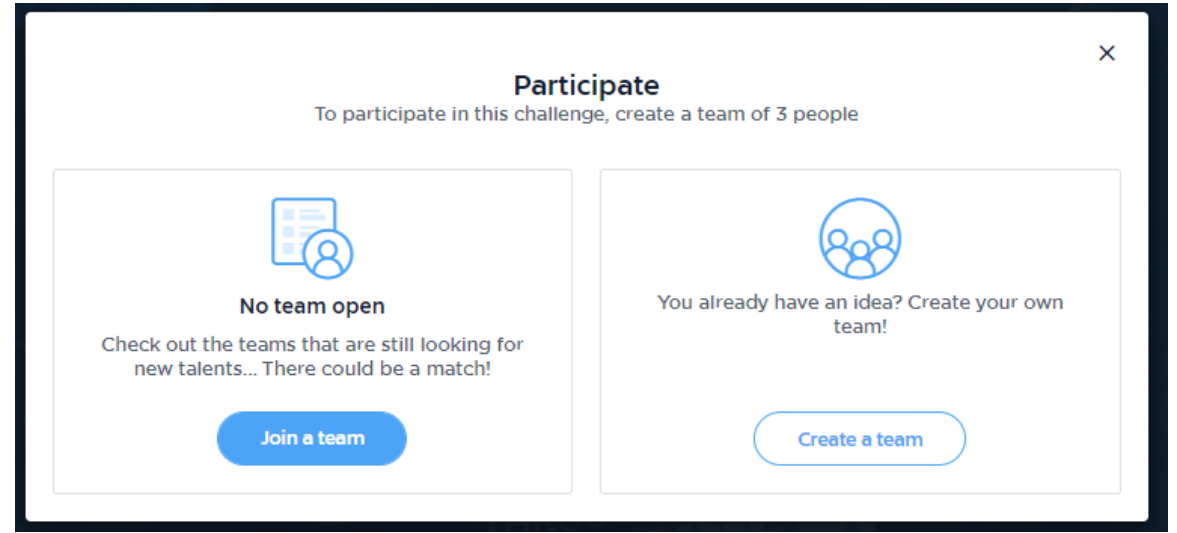 Participate
To participate in this challenge, create a team of 3 people
No team open
Check out the teams that are still looking for
new talents... There could be a match!
Join a team
You already have an idea? Create your own
team!
Create a team